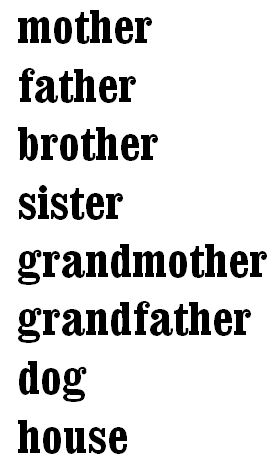 mother
father
brother
sister
grandmother
grandfather
dog
house